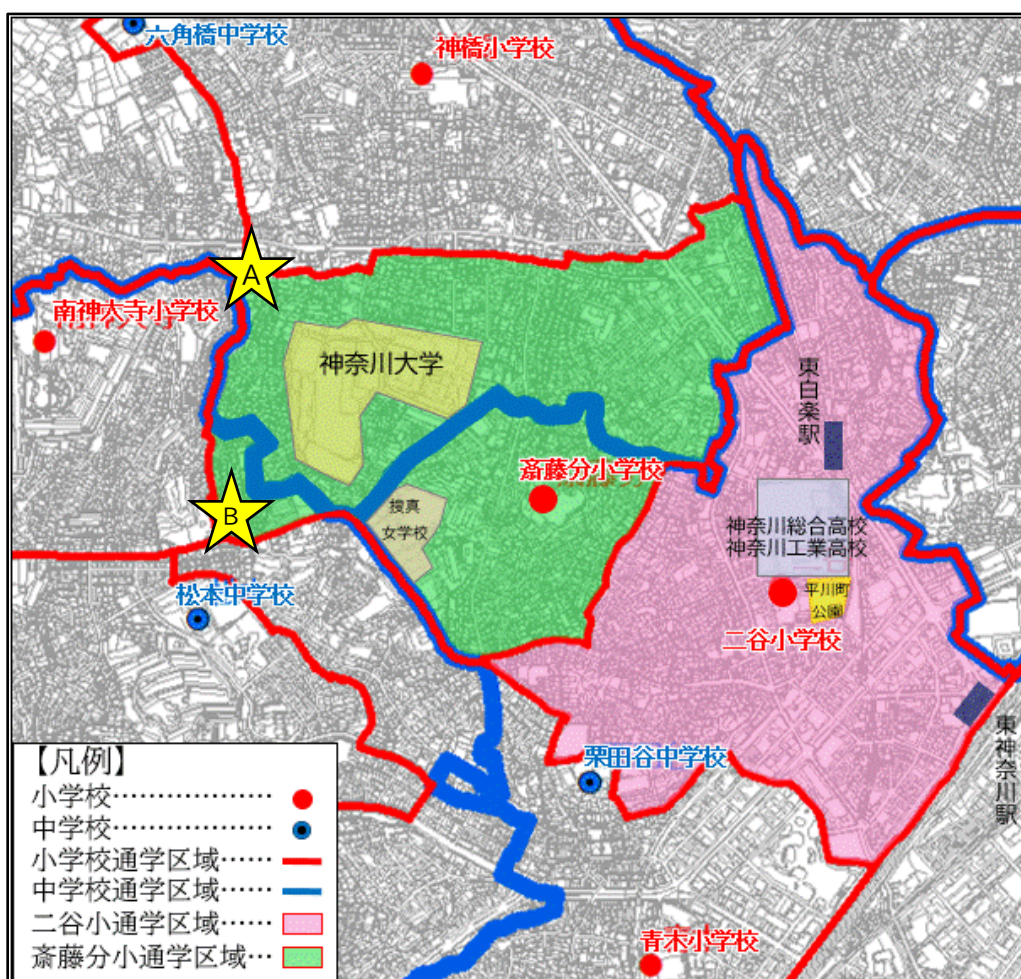 六角橋中学校
神橋小学校
A
南神大寺小学校
神奈川大学
東白楽駅
斎藤分小学校
B
捜真
女学校
神奈川総合高校
神奈川工業高校
平川町
公園
松本中学校
二谷小学校
東神奈川駅
栗田谷中学校
青木小学校
【凡例】
小学校………………
中学校………………
小学校通学区域……
中学校通学区域……
二谷小通学区域……
斎藤分小通学区域…